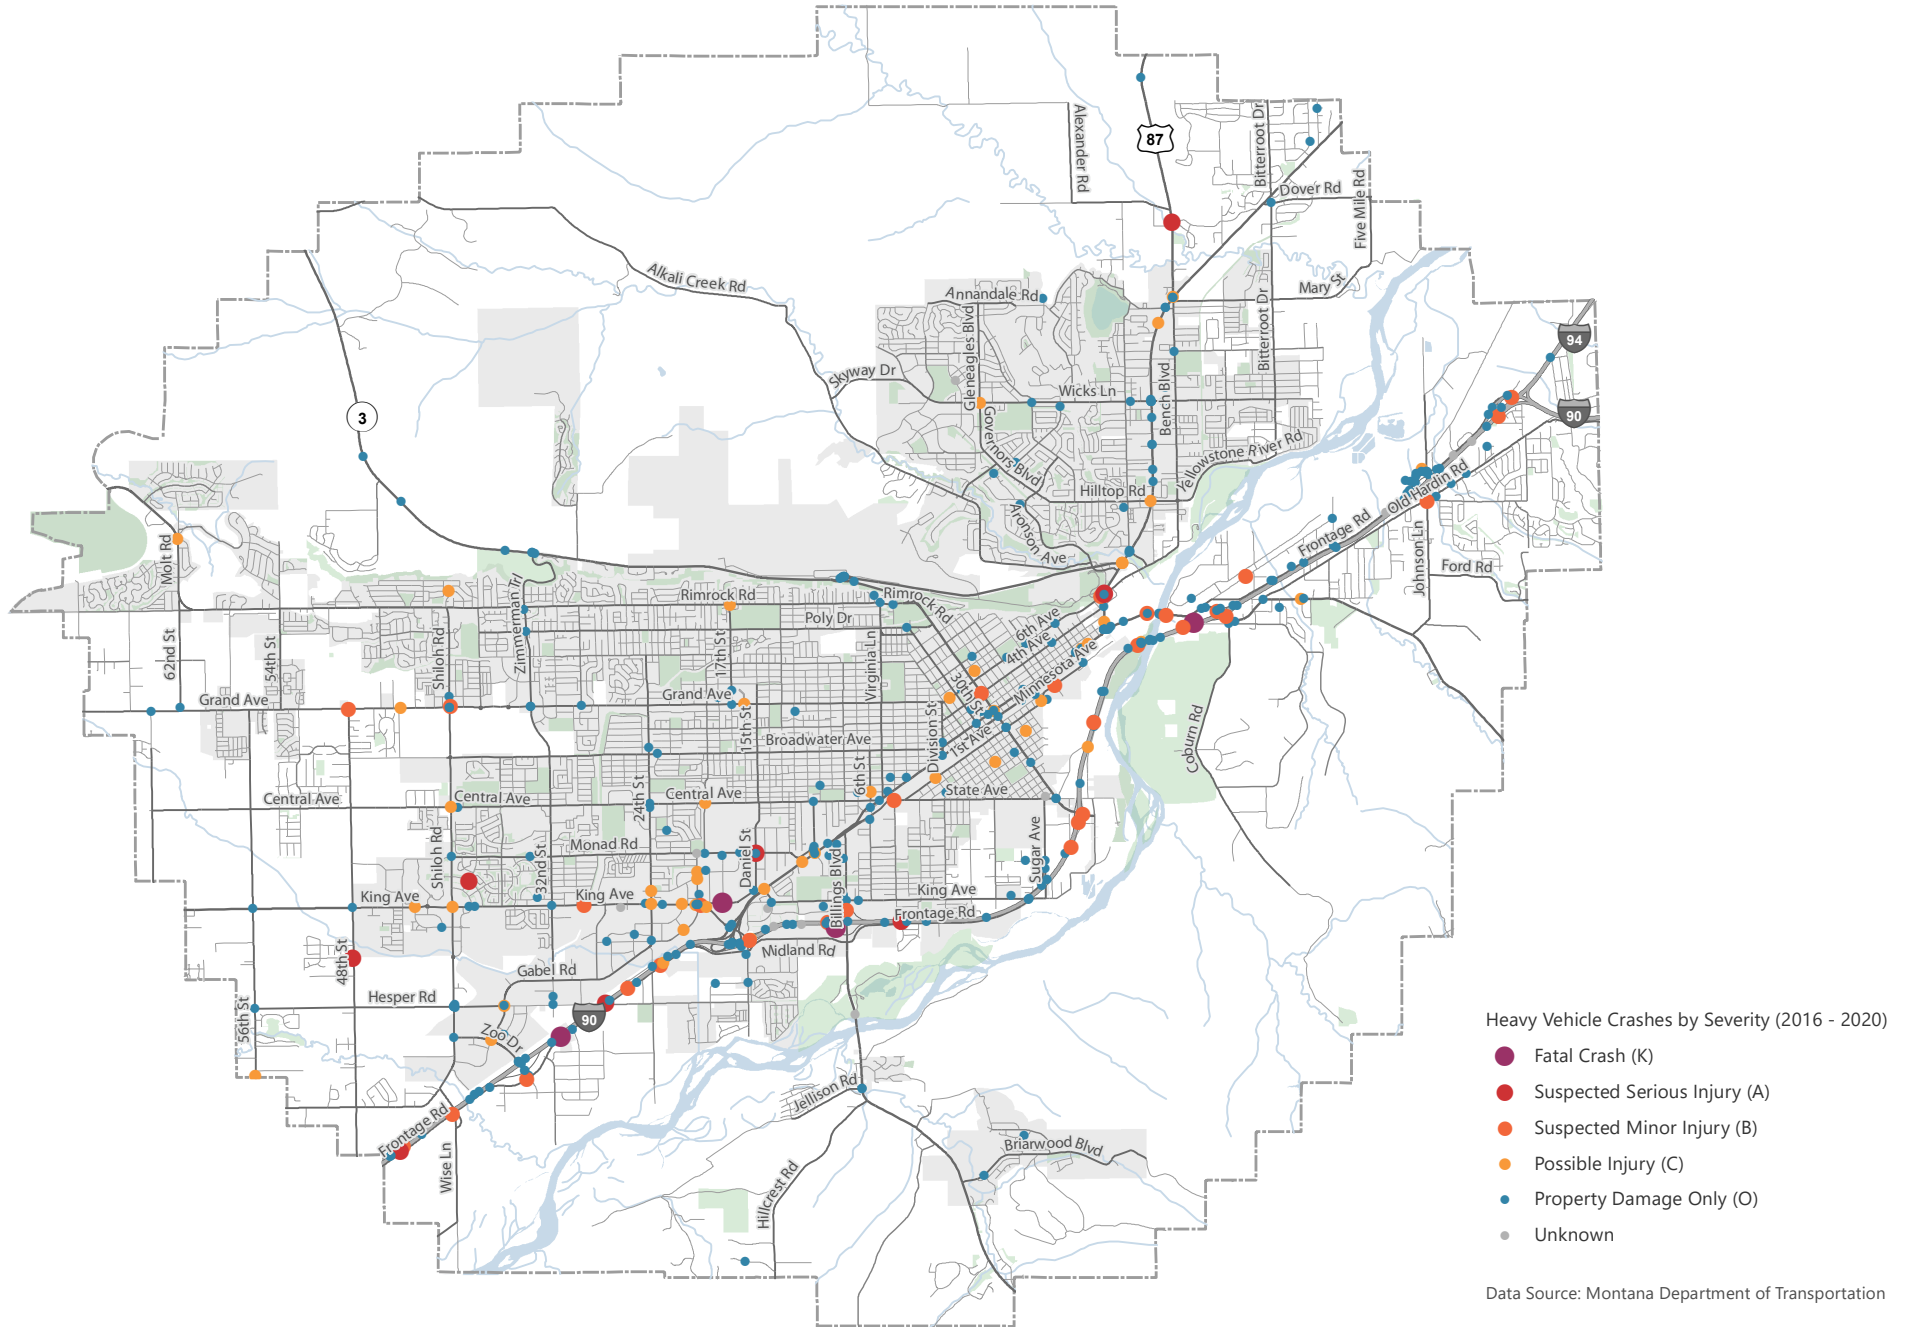 87
Alexander Rd
Bitterroot Dr
Dover Rd
Five Mile Rd
Alkali Creek Rd
Annandale Rd
Mary St
Gleneagles Blvd
Bitterroot Dr
94
Skyway Dr
Wicks Ln
Bench Blvd
90
3
Governors Blvd
Yellowstone River Rd
Hilltop Rd
Old Hardin Rd
Aronson Ave
Frontage Rd
Molt Rd
Johnson Ln
Ford Rd
Zimmerman Trl
Rimrock Rd
Rimrock Rd
Poly Dr
6th Ave
4th Ave
62nd St
54th St
Shiloh Rd
17th St
Virginia Ln
Minnesota Ave
30th St
Grand Ave
Grand Ave
15th St
Division St
1st Ave
Broadwater Ave
Coburn Rd
6th St
Central Ave
Central Ave
24th St
Central Ave
State Ave
Shiloh Rd
Monad Rd
Daniel St
Sugar Ave
32nd St
Billings Blvd
King Ave
King Ave
King Ave
Frontage Rd
48th St
Midland Rd
Gabel Rd
Hesper Rd
56th St
90
Zoo Dr
Jellison Rd
Frontage Rd
Wise Ln
Briarwood Blvd
Hillcrest Rd
Heavy Vehicle Crashes by Severity (2016 - 2020)
Fatal Crash (K)
Suspected Serious Injury (A)
Suspected Minor Injury (B)
Possible Injury (C)
Property Damage Only (O)
Unknown
Data Source: Montana Department of Transportation